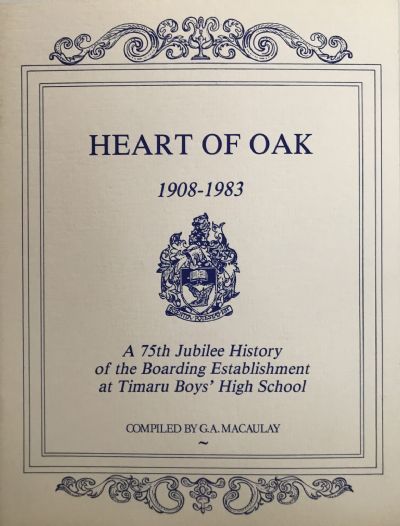 HEART OF OAK
1908-1983
A 75th Jubilee History
of the Boarding Establishment
at Timaru Boys' High School
COMPILED BY G.A. MACAULAY
~